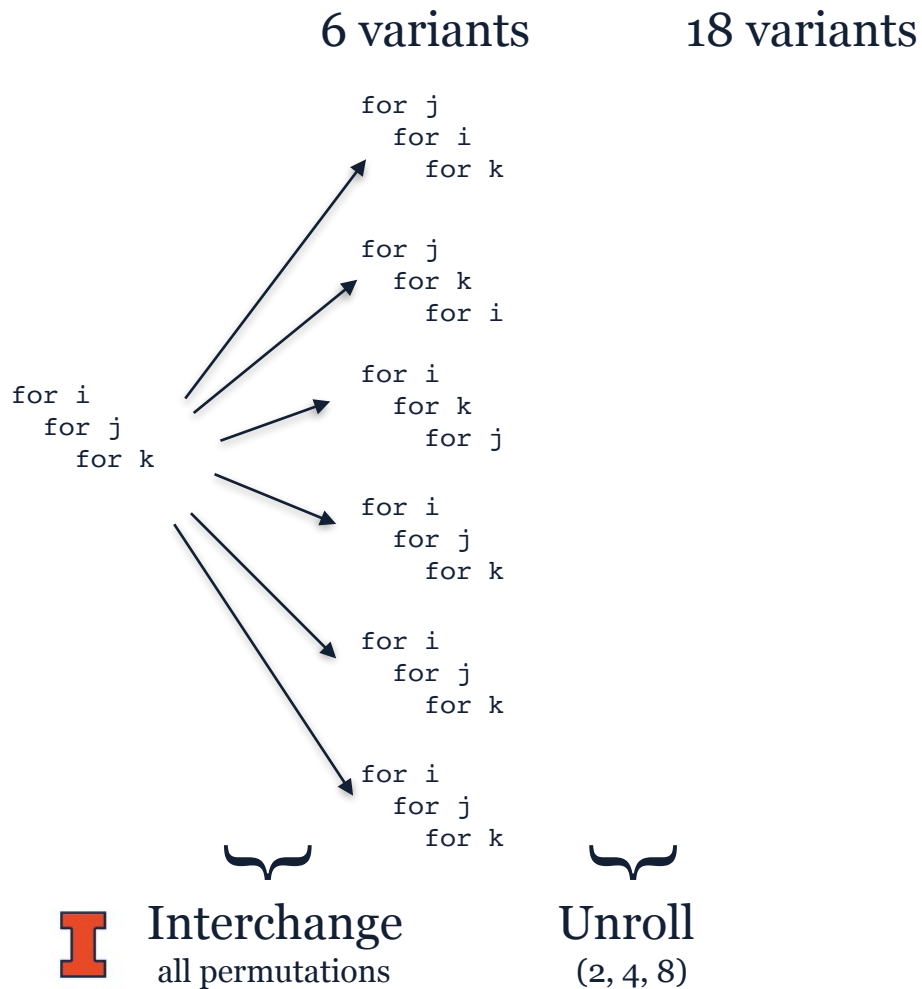 6 variants
18 variants
for j
for i
for k
for j
for k
for i
for i
for k
for j
for i
for j
for k
for i
for j
for k
for i
for j
for k
for i
for j
for k
Interchange
all permutations
Unroll
(2, 4, 8)